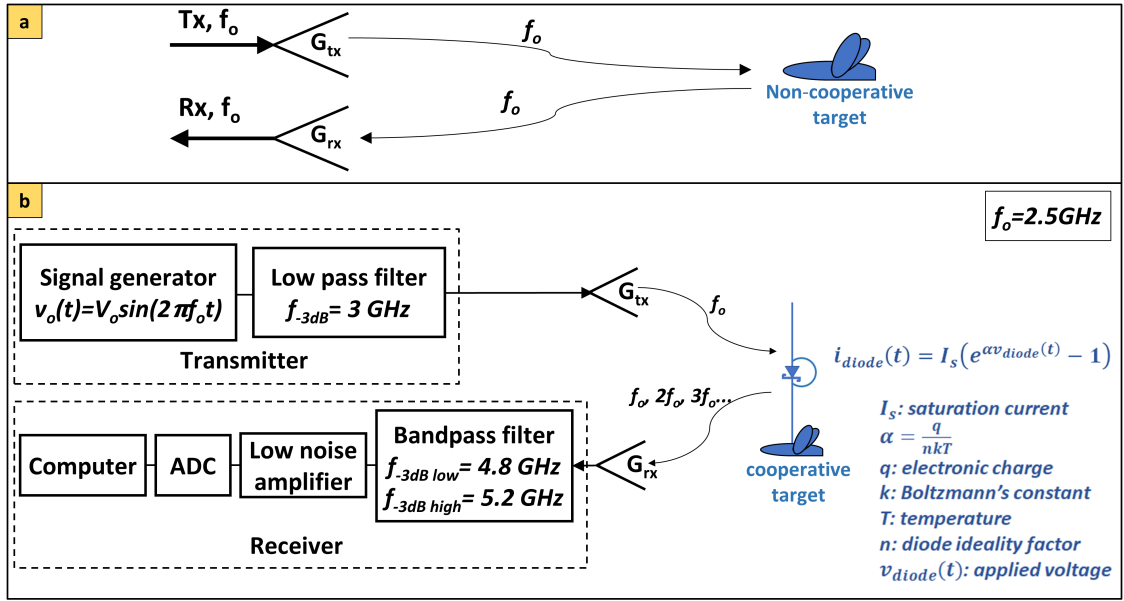 a
Tx, fo
Gtx
fo
Non-cooperative
target
Rx, fo
Grx
fo
b
fo=2.5GHz
Signal generator
vo(t)=Vosin(2πfot)
Low pass filter
f-3dB= 3 GHz
Transmitter
Gtx
fo
idiode(t) = Is(e^αvdiode(t) − 1)
fo, 2fo, 3fo...
Computer
ADC
Low noise
amplifier
Bandpass filter
f-3dB low= 4.8 GHz
f-3dB high= 5.2 GHz
Receiver
Grx
cooperative
target
Is: saturation current
α = q/nkT
q: electronic charge
k: Boltzmann's constant
T: temperature
n: diode ideality factor
vdiode(t): applied voltage